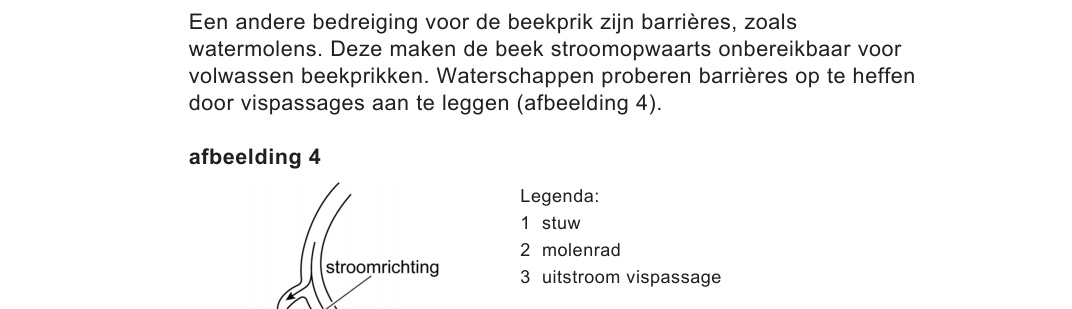 Een andere bedreiging voor de beekprik zijn barrières, zoals
watermolens. Deze maken de beek stroomopwaarts onbereikbaar voor
volwassen beekprikken. Waterschappen proberen barrières op te heffen
door vispassages aan te leggen (afbeelding 4).
afbeelding 4
stroomrichting
Legenda:
1 stuw
2 molenrad
3 uitstroom vispassage